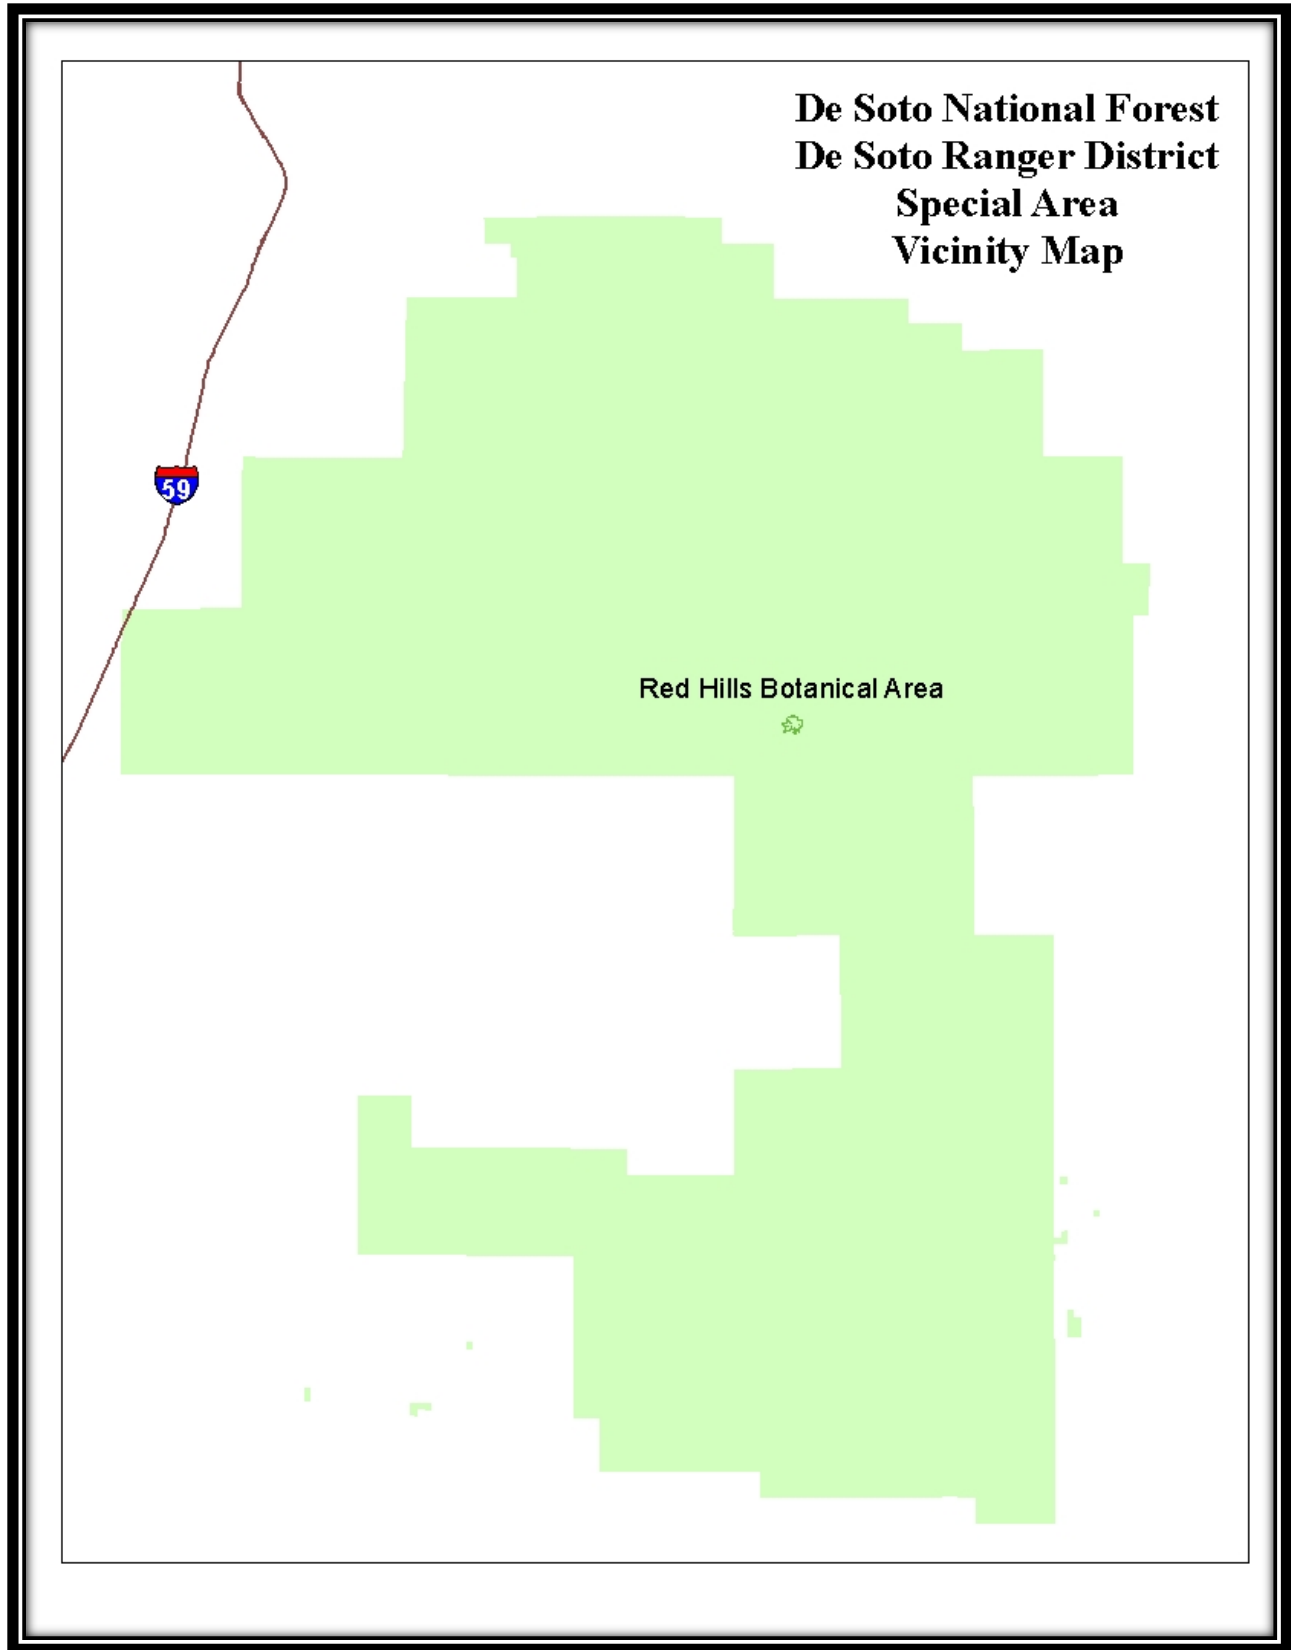 De Soto National Forest
De Soto Ranger District
Special Area
Vicinity Map
59
Red Hills Botanical Area